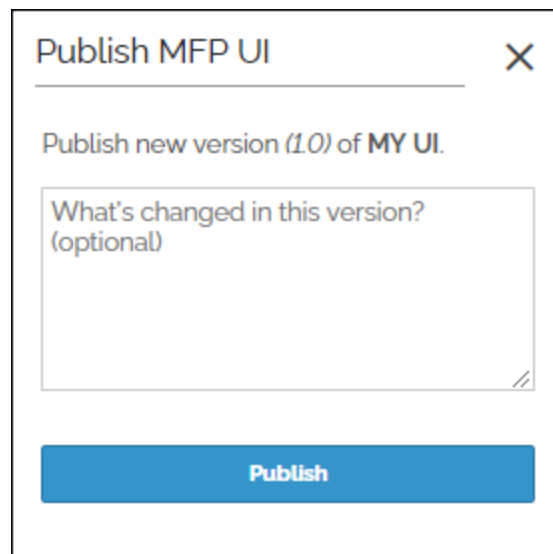 Publish MFP UI
Publish new version (1.0) of MY UI.
What's changed in this version?
(optional)
Publish